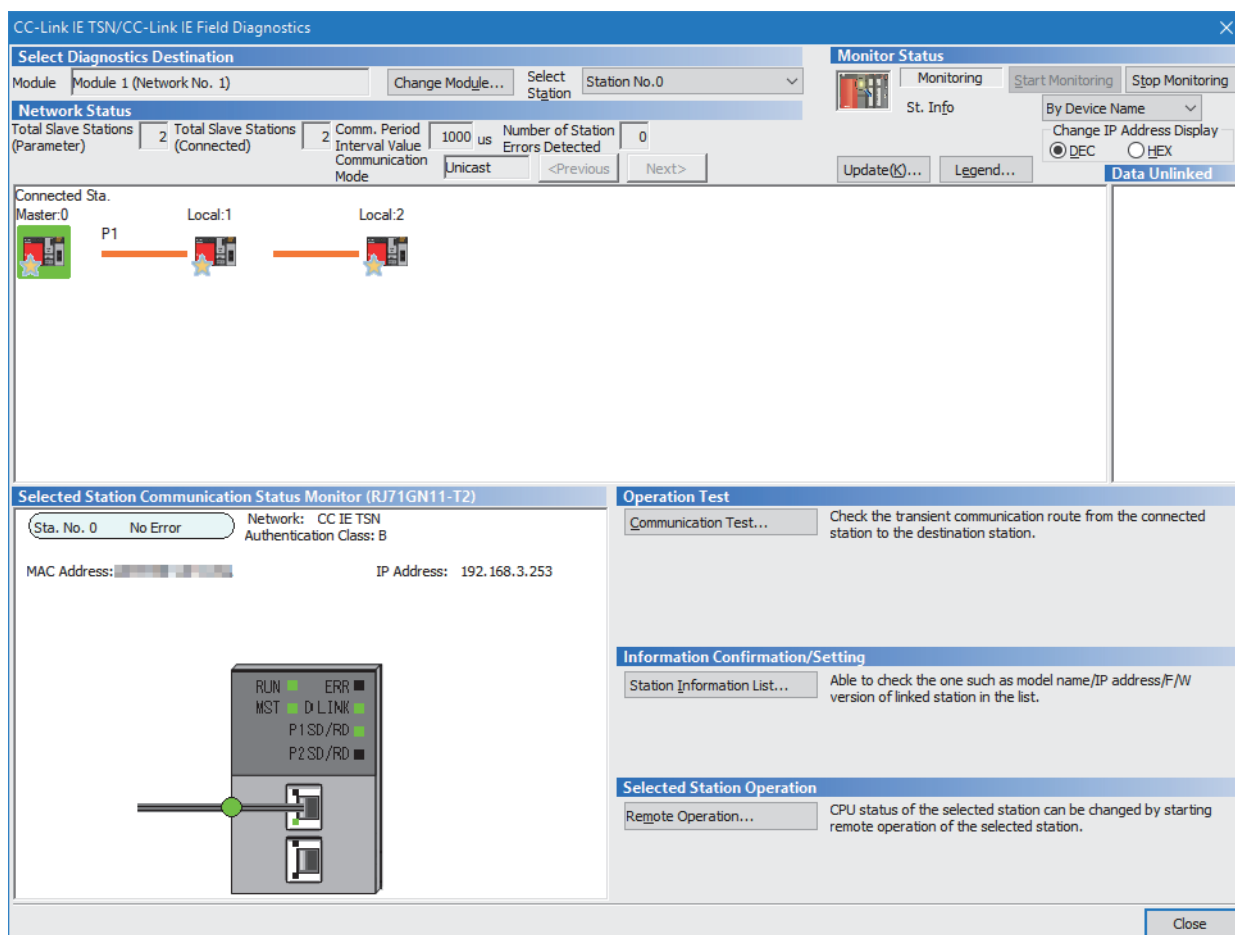 CC-Link IE TSN/CC-Link IE Field Diagnostics
Select Diagnostics Destination
Module Module 1 (Network No. 1) Change Module... Select Station Station No.0
Monitor Status
Monitoring Start Monitoring Stop Monitoring
St. Info By Device Name
Change IP Address Display
DEC HEX
Update(K)... Legend...
Network Status
Total Slave Stations (Parameter) 2 Total Slave Stations (Connected) 2 Comm. Period Interval Value 1000 us Number of Station Errors Detected 0
Communication Mode Unicast <Previous Next>
Data Unlinked
Connected Sta.
Master:0 Local:1 Local:2
P1
Selected Station Communication Status Monitor (RJ71GN11-T2)
Sta. No. 0 No Error
Network: CC IE TSN
Authentication Class: B
MAC Address: IP Address: 192.168.3.253
RUN ERR
MST D LINK
P1SD/RD
P2SD/RD
Operation Test
Communication Test...
Check the transient communication route from the connected
station to the destination station.
Information Confirmation/Setting
Station Information List...
Able to check the one such as model name/IP address/F/W
version of linked station in the list.
Selected Station Operation
Remote Operation...
CPU status of the selected station can be changed by starting
remote operation of the selected station.
Close